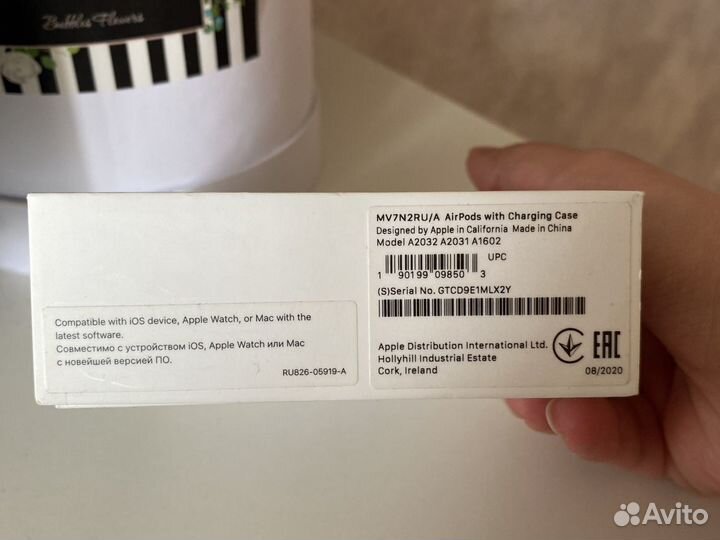 Bubbles Flowers
MV7N2RU/A AirPods with Charging Case
Designed by Apple in California Made in China
Model A2032 A2031 A1602
UPC
1 90199 09850 3
(S)Serial No. GTCD9E1MLX2Y
Apple Distribution International Ltd.
Hollyhill Industrial Estate
Cork, Ireland
EAC
08/2020
Compatible with iOS device, Apple Watch, or Mac with the
latest software.
Совместимо с устройством iOS, Apple Watch или Mac
с новейшей версией ПО.
RU826-05919-A
Avito